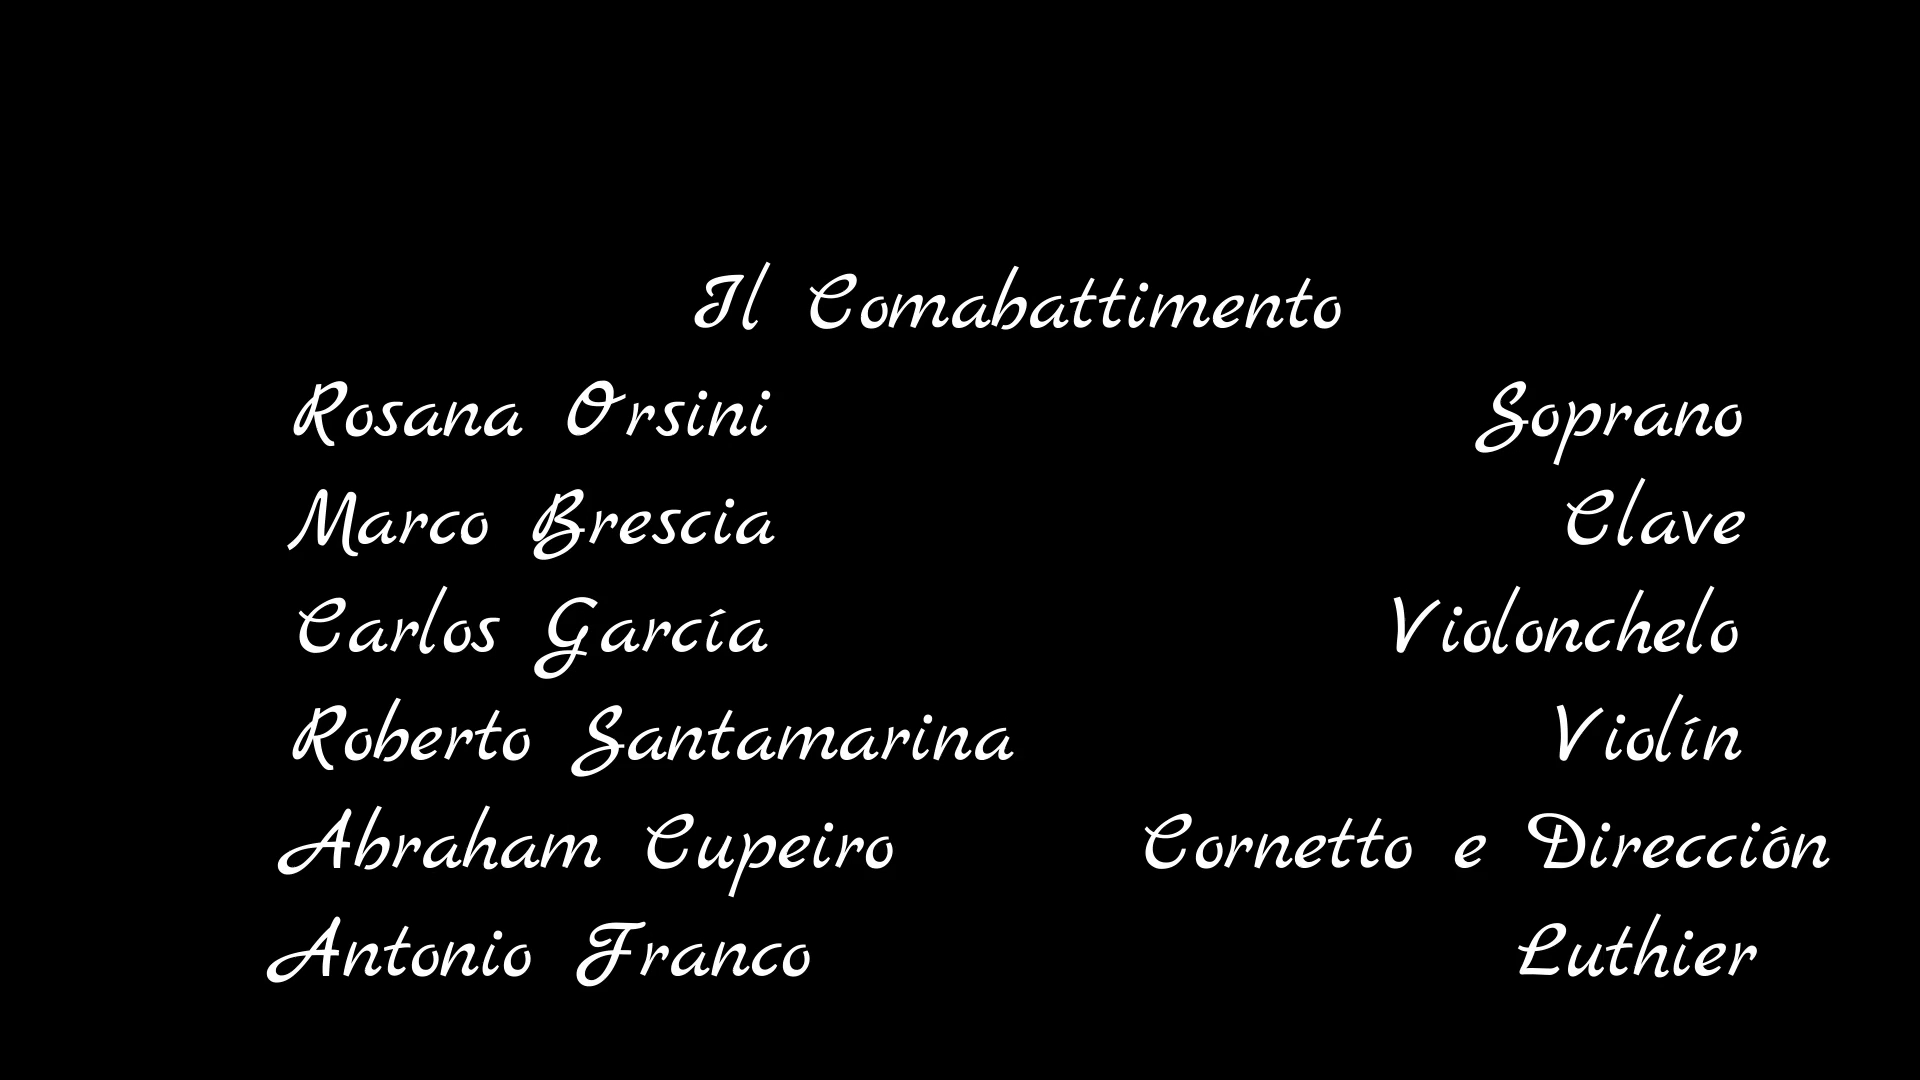 Il Comabattimento
Rosana Orsini Soprano
Marco Brescia Clave
Carlos García Violonchelo
Roberto Santamarina Violín
Abraham Cupeiro Cornetto e Dirección
Antonio Franco Luthier